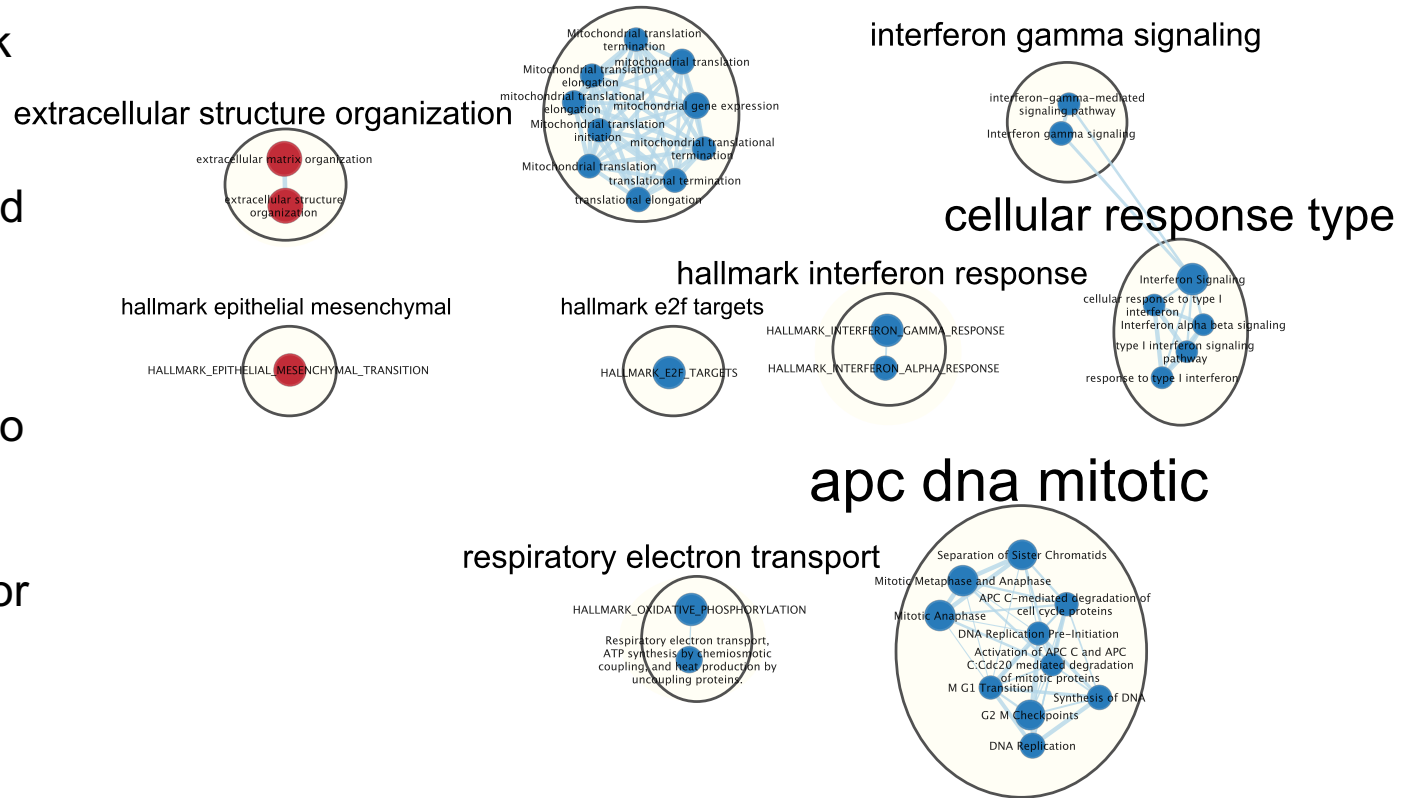 k
extracellular structure organization
extracellular matrix organization
extracellular structure
organization
d
Mitochondrial translation
termination
mitochondrial translation
Mitochondrial translation
elongation
mitochondrial translational
elongation
mitochondrial gene expression
Mitochondrial translation
initiation
mitochondrial translational
termination
Mitochondrial translation
translational termination
translational elongation
interferon gamma signaling
interferon-gamma-mediated
signaling pathway
Interferon gamma signaling
cellular response type
Interferon Signaling
cellular response to type I
interferon
Interferon alpha beta signaling
type I interferon signaling
pathway
response to type I interferon
hallmark epithelial mesenchymal
HALLMARK_EPITHELIAL_MESENCHYMAL_TRANSITION
hallmark e2f targets
HALLMARK_E2F_TARGETS
hallmark interferon response
HALLMARK_INTERFERON_GAMMA_RESPONSE
HALLMARK_INTERFERON_ALPHA_RESPONSE
o
or
respiratory electron transport
HALLMARK_OXIDATIVE_PHOSPHORYLATION
Respiratory electron transport,
ATP synthesis by chemiosmotic
coupling, and heat production by
uncoupling proteins.
apc dna mitotic
Separation of Sister Chromatids
Mitotic Metaphase and Anaphase
APC C-mediated degradation of
cell cycle proteins
Mitotic Anaphase
DNA Replication Pre-Initiation
Activation of APC C and APC
C:Cdc20 mediated degradation
of mitotic proteins
M G1 Transition
Synthesis of DNA
G2 M Checkpoints
DNA Replication